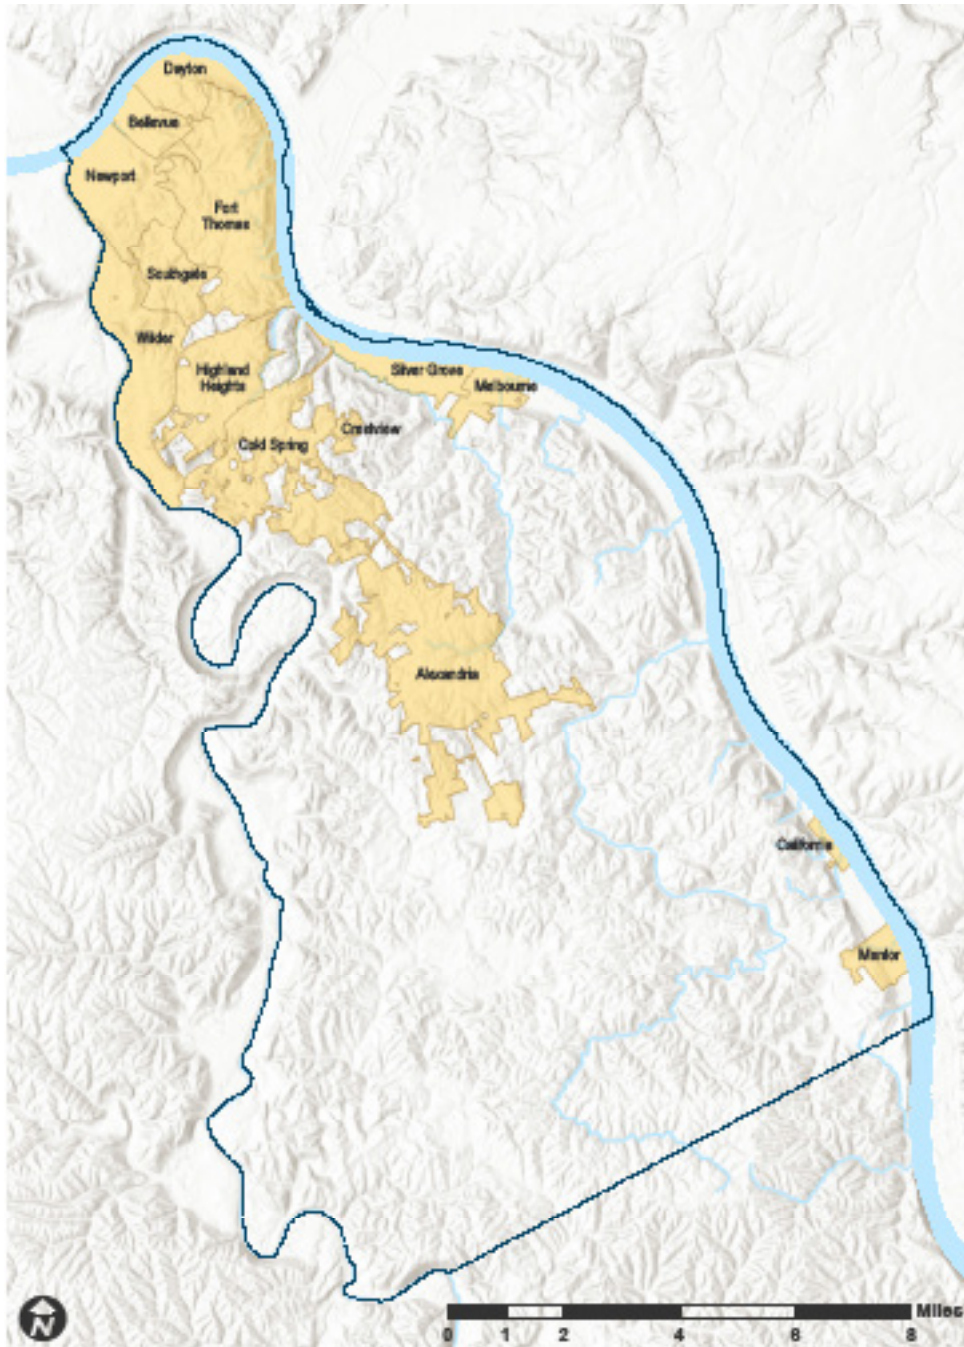 Dayton
Bellevue
Newport
Fort
Thomas
Southgate
Wilder
Highland
Heights
Silver Grove
Melbourne
Crestview
Cold Spring
Alexandria
California
Mentor
N
Miles
0 1 2 4 6 8